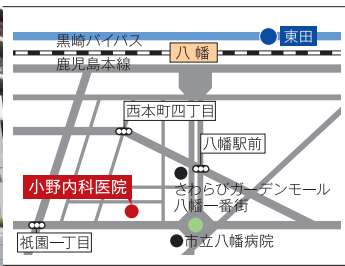 黒崎バイパス
東田
八幡
鹿児島本線
西本町四丁目
八幡駅前
小野内科医院
さわらびガーデンモール
八幡一番街
祇園一丁目
市立八幡病院